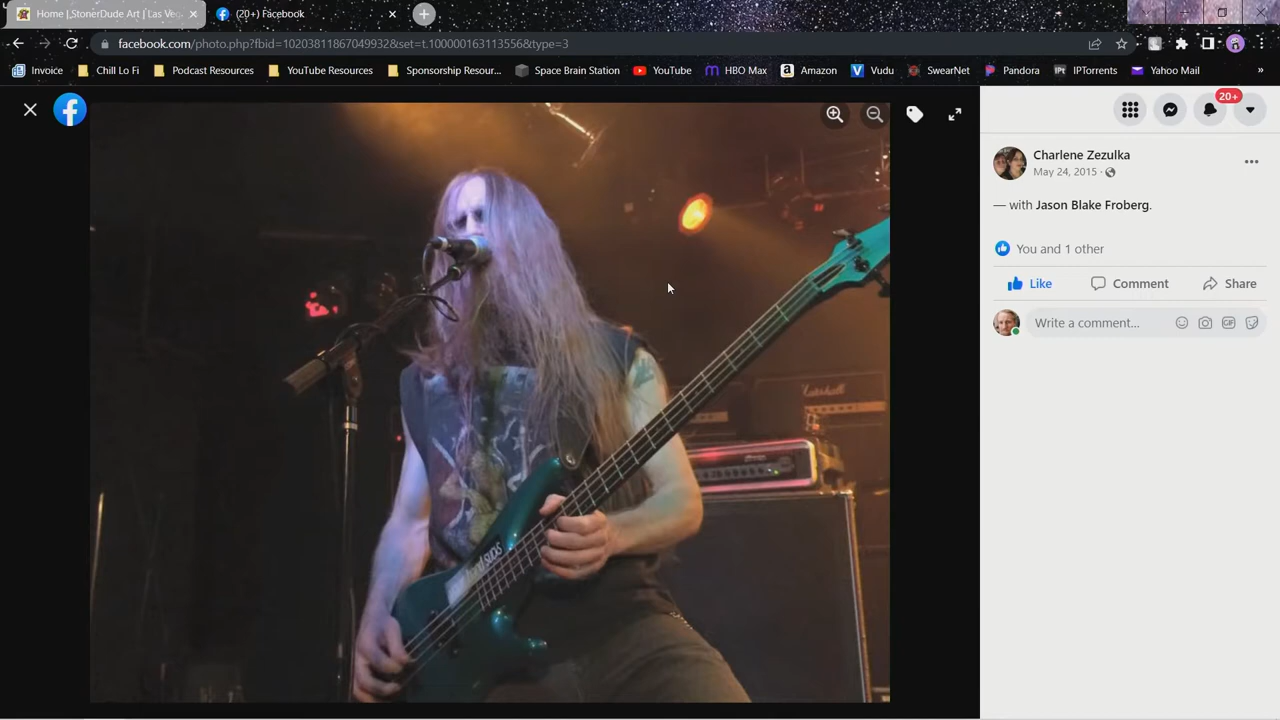 Home | StonerDude Art | Las Veg
(20+) Facebook
facebook.com/photo.php?fbid=10203811867049932&set=t.100000163113556&type=3
Invoice
Chill Lo Fi
Podcast Resources
YouTube Resources
Sponsorship Resour...
Space Brain Station
YouTube
HBO Max
Amazon
Vudu
SwearNet
Pandora
IPTorrents
Yahoo Mail
»
20+
Charlene Zezulka
May 24, 2015 ·
— with Jason Blake Froberg.
You and 1 other
Like
Comment
Share
Write a comment...
GIF
Marshall